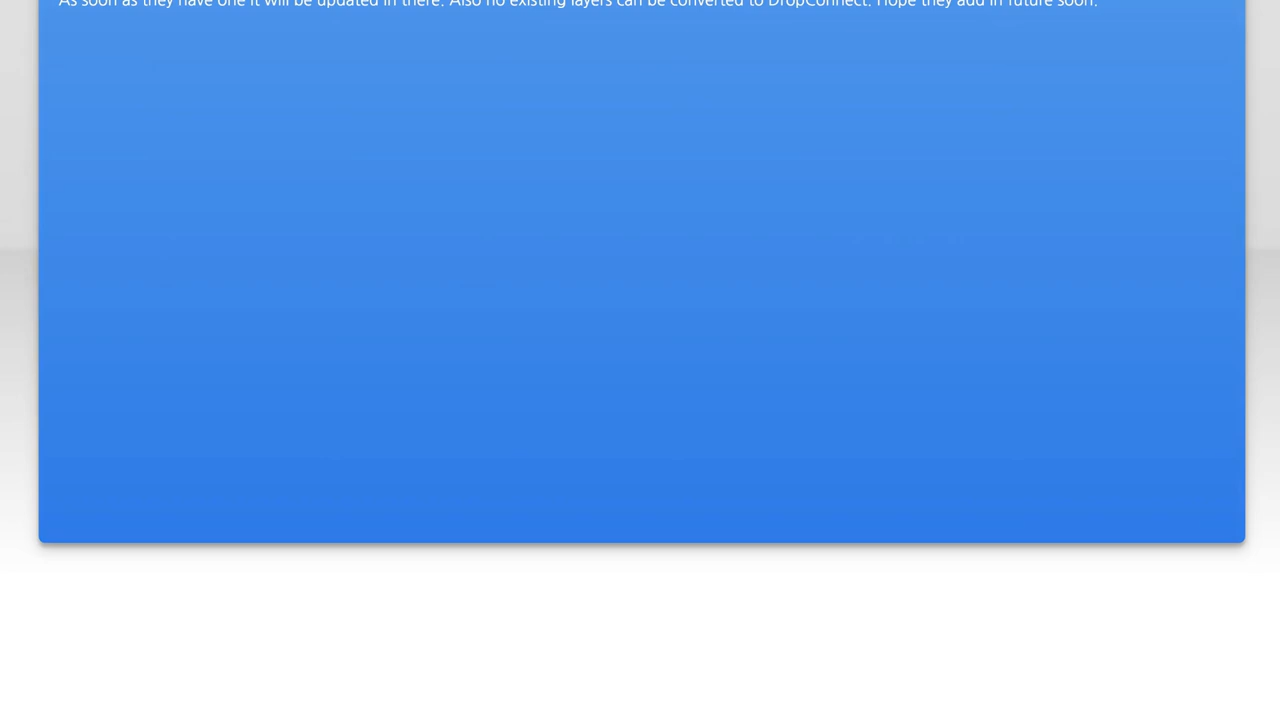 As soon as they have one it will be updated in there. Also no existing layers can be converted to DropConnect. Hope they add in future soon.